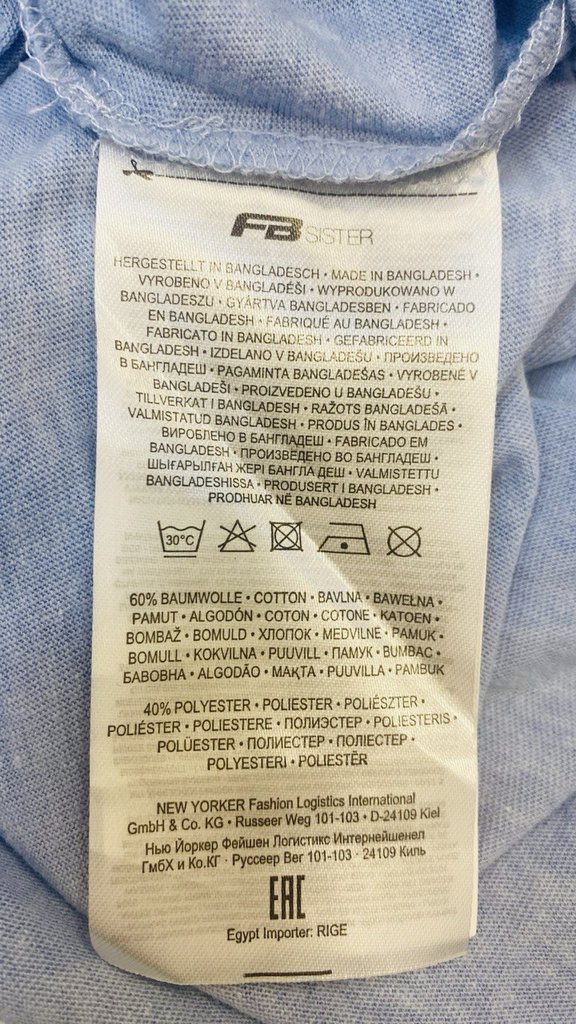 FB SISTER
HERGESTELLT IN BANGLADESCH • MADE IN BANGLADESH •
VYROBENO V BANGLADÉŠI • WYPRODUKOWANO W
BANGLADESZU • GYÁRTVA BANGLADESBEN • FABRICADO
EN BANGLADESH • FABRIQUÉ AU BANGLADESH •
FABRICATO IN BANGLADESH • GEFABRICEERD IN
BANGLADESH • IZDELANO V BANGLADEŠU • ПРОИЗВЕДЕНО
В БАНГЛАДЕШ • PAGAMINTA BANGLADEŠAS • VYROBENÉ V
BANGLADEŠI • PROIZVEDENO U BANGLADEŠU •
TILLVERKAT I BANGLADESH • RAŽOTS BANGLADEŠĀ •
VALMISTATUD BANGLADESH • PRODUS ÎN BANGLADES •
ВИРОБЛЕНО В БАНГЛАДЕШ • FABRICADO EM
BANGLADESH • ПРОИЗВЕДЕНО ВО БАНГЛАДЕШ •
ШЫҒАРЫЛҒАН ЖЕРІ БАНГЛА ДЕШ • VALMISTETTU
BANGLADESHISSA • PRODUSERT I BANGLADESH •
PRODHUAR NË BANGLADESH
30°C
60% BAUMWOLLE • COTTON • BAVLNA • BAWEŁNA •
PAMUT • ALGODÓN • COTON • COTONE • KATOEN •
BOMBAŽ • BOMULD • ХЛОПОК • MEDVILNĖ • PAMUK •
BOMULL • KOKVILNA • PUUVILL • ПАМУК • BUMBAC •
БАВОВНА • ALGODÃO • МАҚТА • PUUVILLA • PAMBUK
40% POLYESTER • POLIESTER • POLIÉSZTER •
POLIÉSTER • POLIESTERE • ПОЛИЭСТЕР • POLIESTERIS •
POLÜESTER • ПОЛИЕСТЕР • ПОЛІЕСТЕР •
POLYESTERI • POLIESTËR
NEW YORKER Fashion Logistics International
GmbH & Co. KG • Russeer Weg 101-103 • D-24109 Kiel
Нью Йоркер Фейшен Логистикс Интернейшенел
ГмбХ и Ко.КГ • Руссеер Вег 101-103 • 24109 Киль
EAC
Egypt Importer: RIGE